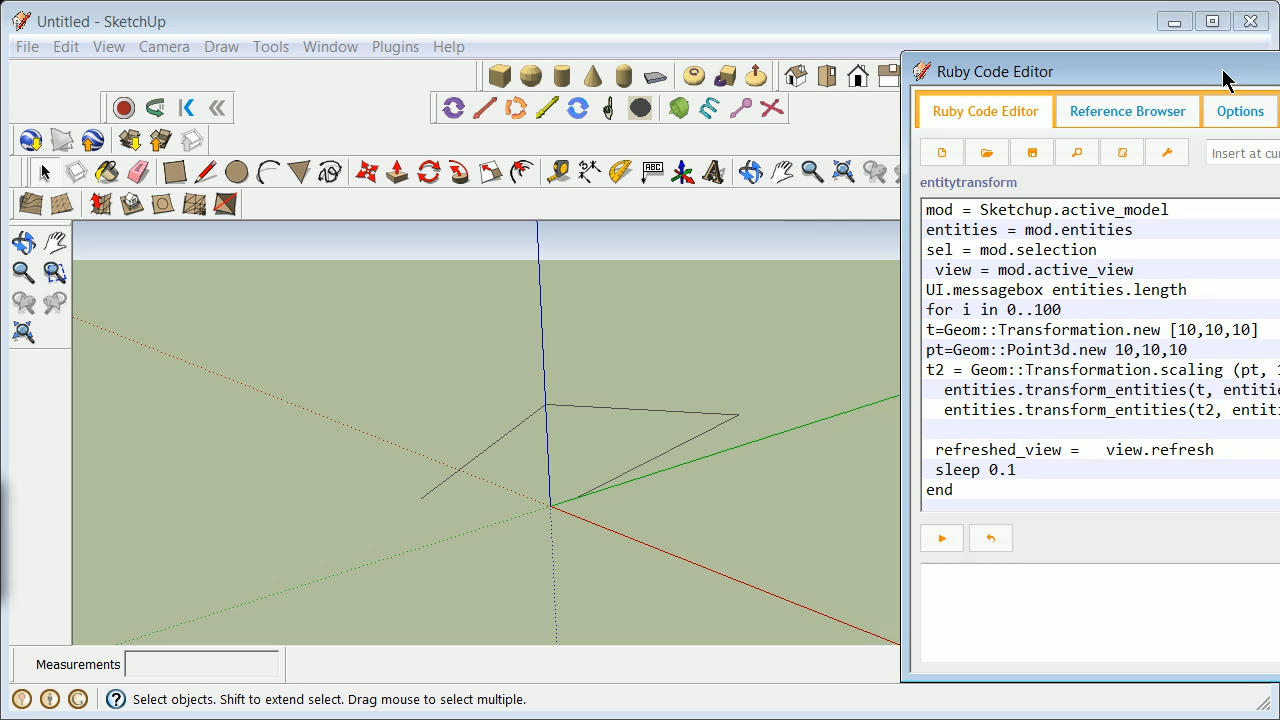 Untitled - SketchUp
File Edit View Camera Draw Tools Window Plugins Help
ABC
Measurements
Select objects. Shift to extend select. Drag mouse to select multiple.
Ruby Code Editor
Ruby Code Editor Reference Browser Options
Insert at cu
entitytransform
mod = Sketchup.active_model
entities = mod.entities
sel = mod.selection
view = mod.active_view
UI.messagebox entities.length
for i in 0..100
t=Geom::Transformation.new [10,10,10]
pt=Geom::Point3d.new 10,10,10
t2 = Geom::Transformation.scaling (pt,
entities.transform_entities(t, entitie
entities.transform_entities(t2, entit
refreshed_view = view.refresh
sleep 0.1
end